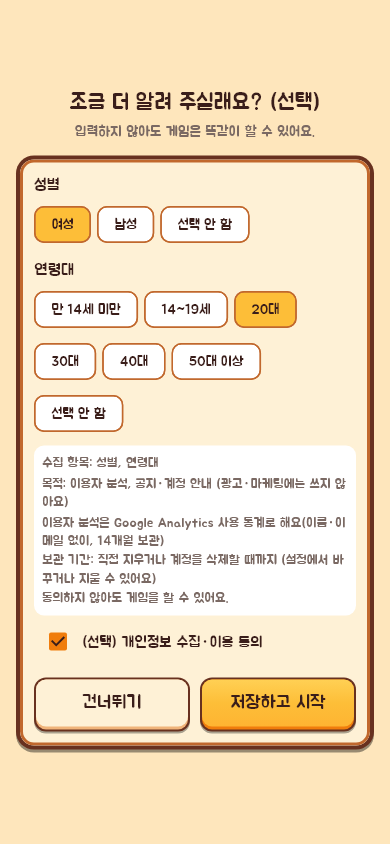 조금 더 알려 주실래요? (선택)
입력하지 않아도 게임은 똑같이 할 수 있어요.
성별
여성 남성 선택 안 함
연령대
만 14세 미만 14~19세 20대
30대 40대 50대 이상
선택 안 함
수집 항목: 성별, 연령대
목적: 이용자 분석, 공지·계정 안내 (광고·마케팅에는 쓰지 않
아요)
이용자 분석은 Google Analytics 사용 통계로 해요(이름·이
메일 없이, 14개월 보관)
보관 기간: 직접 지우거나 계정을 삭제할 때까지 (설정에서 바
꾸거나 지울 수 있어요)
동의하지 않아도 게임을 할 수 있어요.
(선택) 개인정보 수집·이용 동의
건너뛰기 저장하고 시작